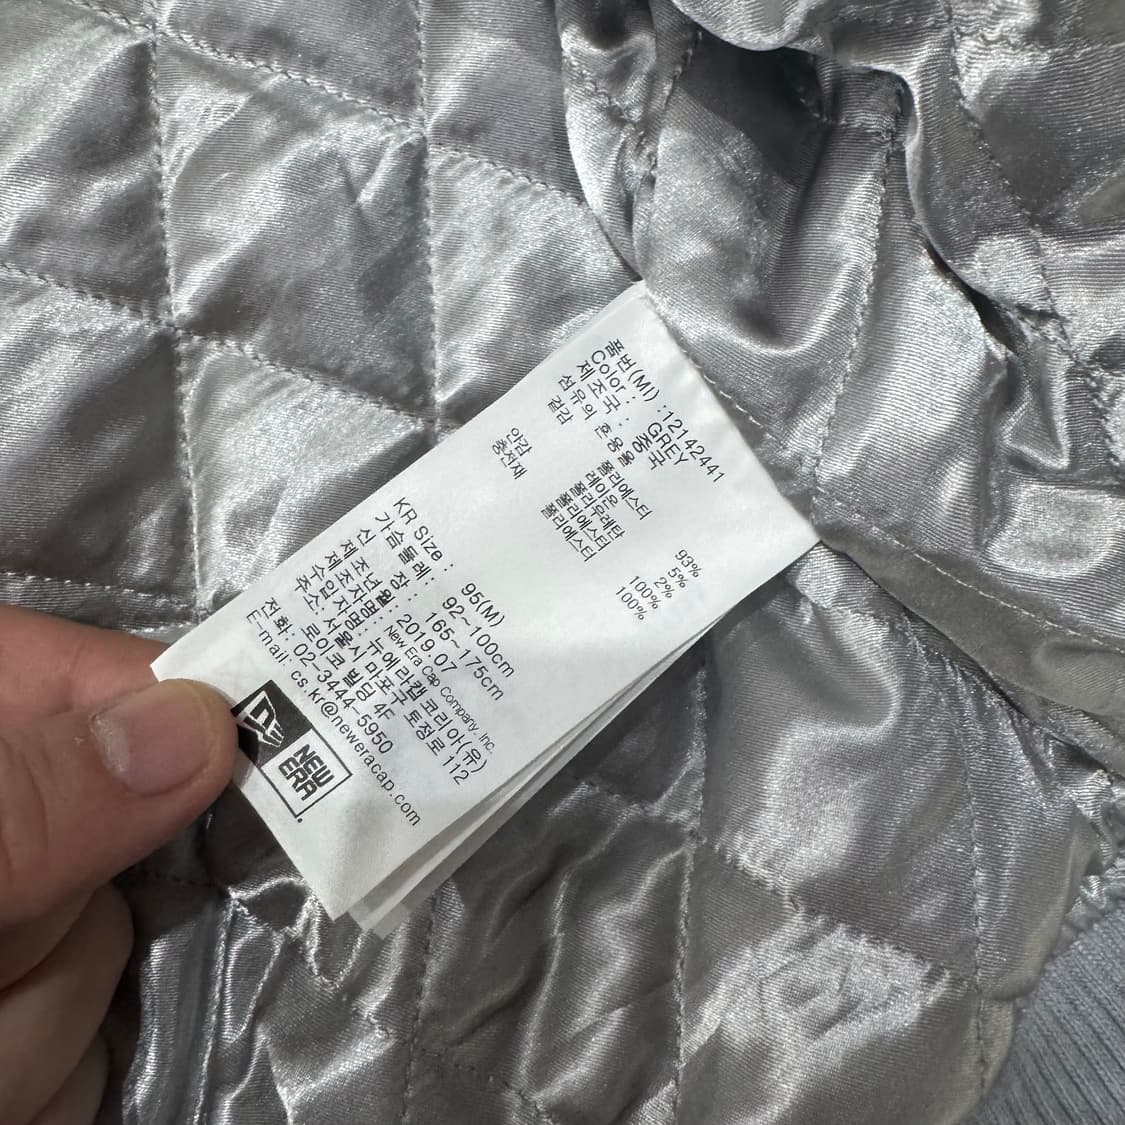 품번(MI) : 12142441
Color : GREY
제조국 : 중국
섬유의 혼용율
겉감 폴리에스터 93%
레이온 5%
폴리우레탄 2%
안감 폴리에스터 100%
충전재 폴리에스터 100%
KR Size : 95(M)
가슴둘레 : 92~100cm
신 장 : 165~175cm
제조년월 : 2019.07
제조자명 : New Era Cap Company, Inc.
수입자명 : 뉴에라캡코리아(유)
주소 : 서울시 마포구 토정로 112
로이코빌딩 4F
전화 : 02-3444-5950
E-mail: cs.kr@neweracap.com
NEW
ERA